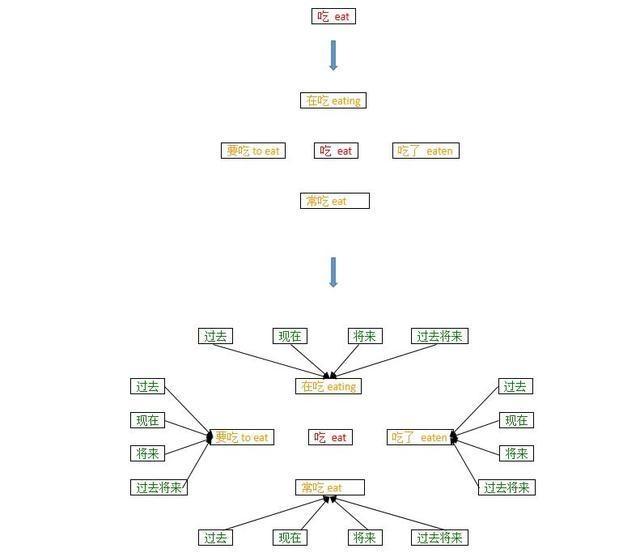 吃 eat
在吃 eating
要吃 to eat 吃 eat 吃了 eaten
常吃 eat
过去 现在 将来 过去将来
在吃 eating
过去 过去
现在 现在
要吃 to eat 吃 eat 吃了 eaten
将来 将来
过去将来 常吃 eat 过去将来
过去 现在 将来 过去将来